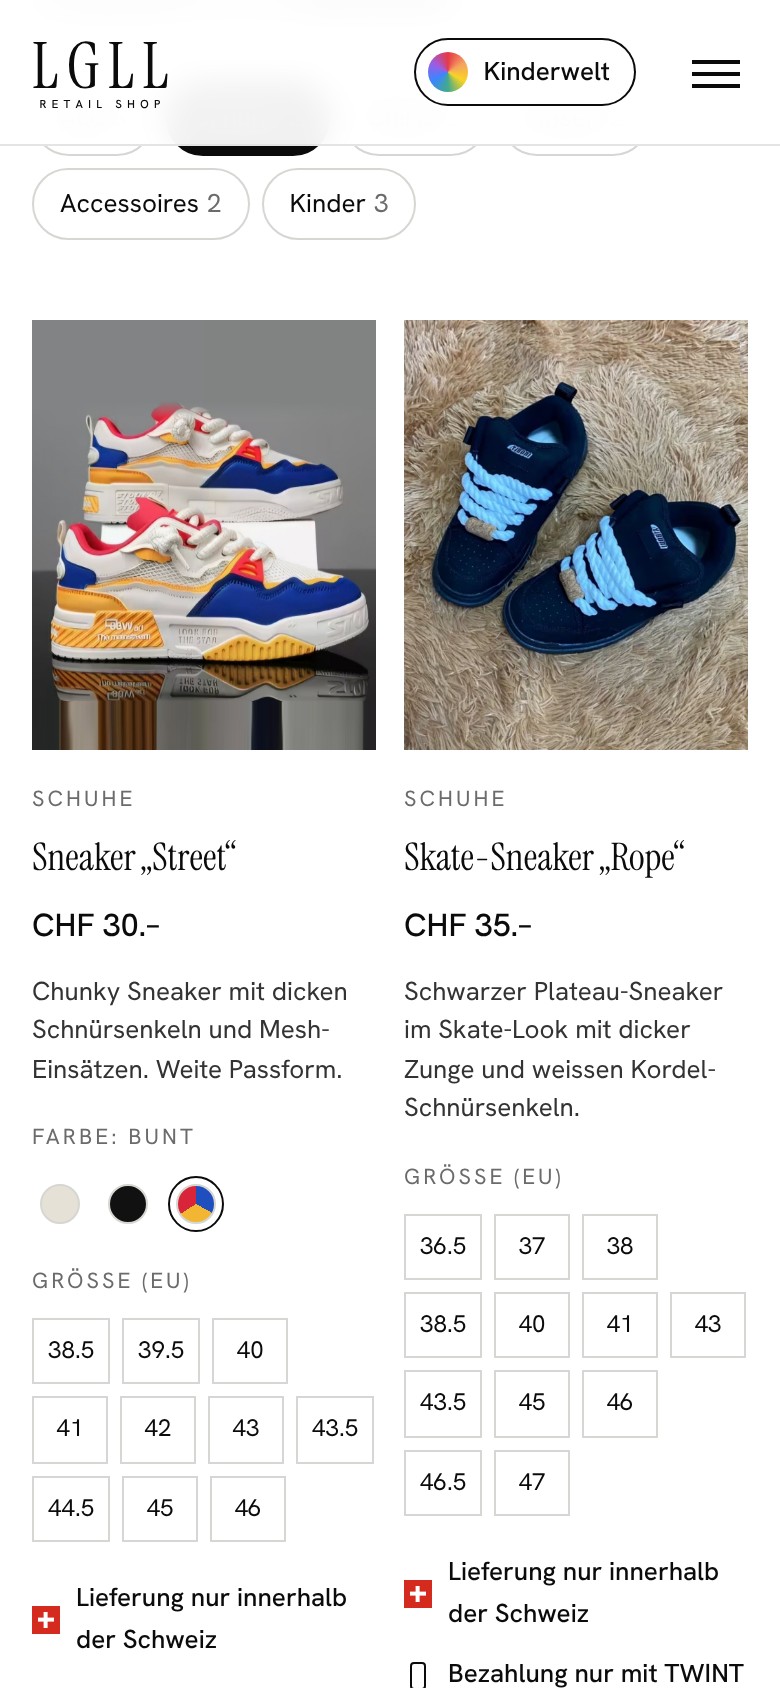 LGLL
RETAIL SHOP
Kinderwelt
Accessoires 2
Kinder 3
LOOK FOR
THE STAR
SCHUHE
Sneaker „Street“
CHF 30.–
Chunky Sneaker mit dicken
Schnürsenkeln und Mesh-
Einsätzen. Weite Passform.
FARBE: BUNT
GRÖSSE (EU)
38.5 39.5 40
41 42 43 43.5
44.5 45 46
Lieferung nur innerhalb
der Schweiz
SCHUHE
Skate-Sneaker „Rope“
CHF 35.–
Schwarzer Plateau-Sneaker
im Skate-Look mit dicker
Zunge und weissen Kordel-
Schnürsenkeln.
GRÖSSE (EU)
36.5 37 38
38.5 40 41 43
43.5 45 46
46.5 47
Lieferung nur innerhalb
der Schweiz
Bezahlung nur mit TWINT